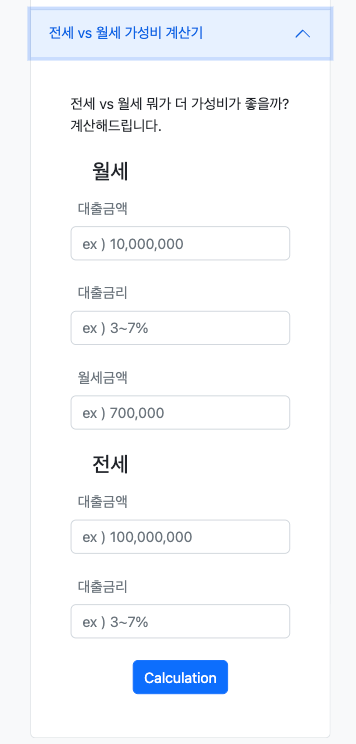 전세 vs 월세 가성비 계산기
전세 vs 월세 뭐가 더 가성비가 좋을까?
계산해드립니다.
월세
대출금액
ex ) 10,000,000
대출금리
ex ) 3~7%
월세금액
ex ) 700,000
전세
대출금액
ex ) 100,000,000
대출금리
ex ) 3~7%
Calculation